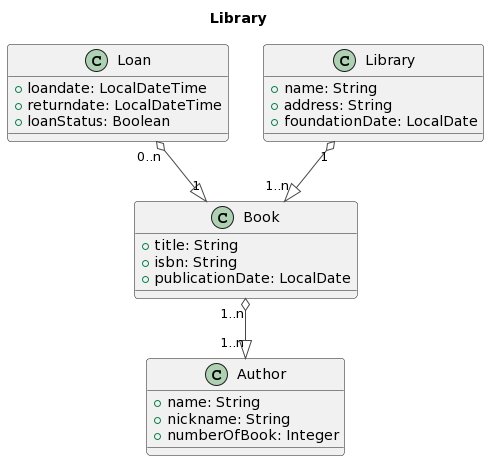 Library
C Loan
loandate: LocalDateTime
returndate: LocalDateTime
loanStatus: Boolean
C Library
name: String
address: String
foundationDate: LocalDate
0..n
1
1
1..n
C Book
title: String
isbn: String
publicationDate: LocalDate
1..n
1..n
C Author
name: String
nickname: String
numberOfBook: Integer